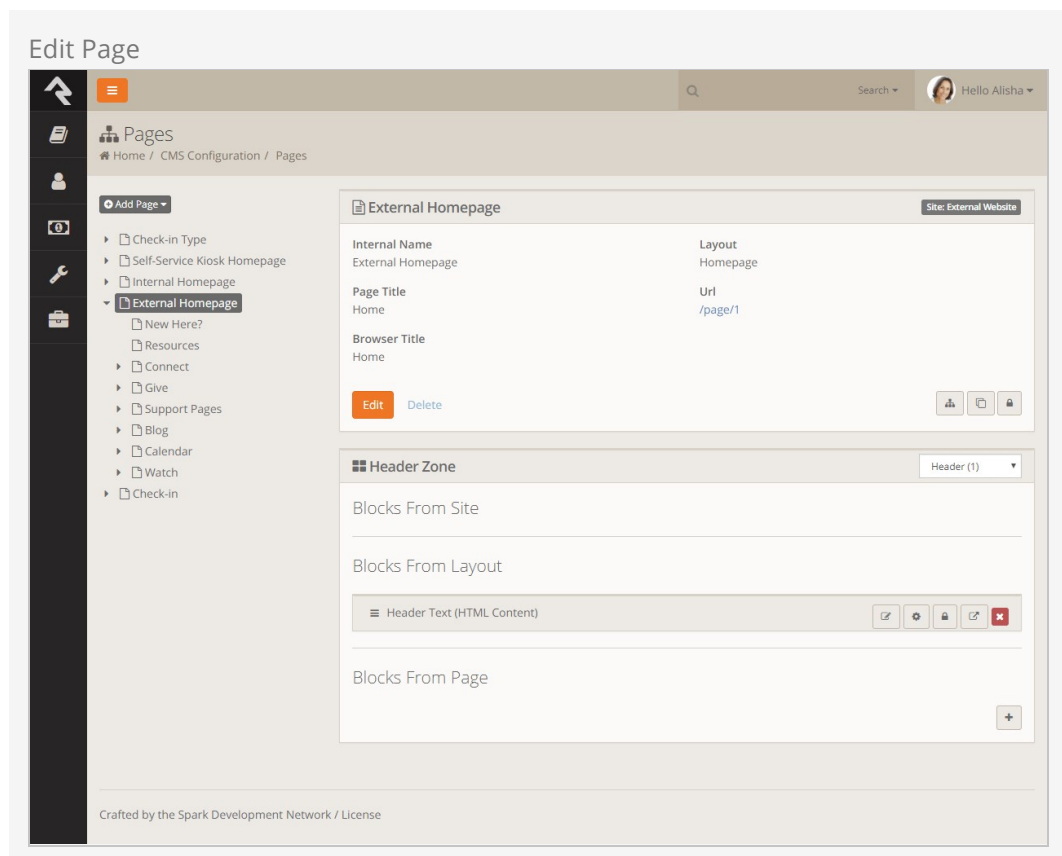 Edit Page
Search
Hello Alisha
Pages
Home / CMS Configuration / Pages
Add Page
Check-in Type
Self-Service Kiosk Homepage
Internal Homepage
External Homepage
New Here?
Resources
Connect
Give
Support Pages
Blog
Calendar
Watch
Check-in
External Homepage
Site: External Website
Internal Name
External Homepage
Layout
Homepage
Page Title
Home
Url
/page/1
Browser Title
Home
Edit
Delete
Header Zone
Header (1)
Blocks From Site
Blocks From Layout
Header Text (HTML Content)
Blocks From Page
Crafted by the Spark Development Network / License